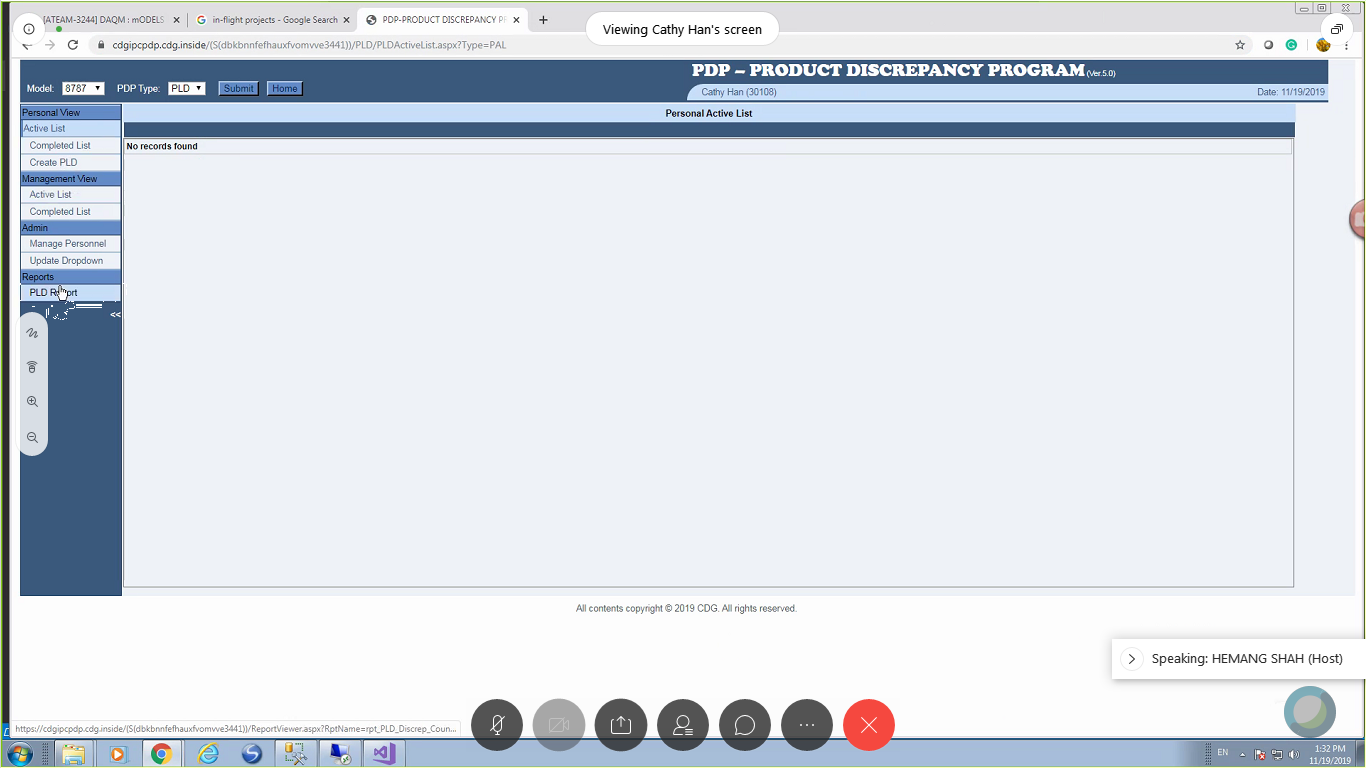 [ATEAM-3244] DAQM : mODELS
in-flight projects - Google Search
PDP-PRODUCT DISCREPANCY P
Viewing Cathy Han's screen
cdgipcpdp.cdg.inside/(S(dbkbnnfefhauxfvomvve3441))/PLD/PLDActiveList.aspx?Type=PAL
PDP – PRODUCT DISCREPANCY PROGRAM (Ver.5.0)
Model: 8787 PDP Type: PLD Submit Home
Cathy Han (30108)
Date: 11/19/2019
Personal View
Active List
Completed List
Create PLD
Management View
Active List
Completed List
Admin
Manage Personnel
Update Dropdown
Reports
PLD Report
<<
Personal Active List
No records found
All contents copyright © 2019 CDG. All rights reserved.
Speaking: HEMANG SHAH (Host)
https://cdgipcpdp.cdg.inside/(S(dbkbnnfefhauxfvomvve3441))/ReportViewer.aspx?RptName=rpt_PLD_Discrep_Coun...
EN
1:32 PM
11/19/2019